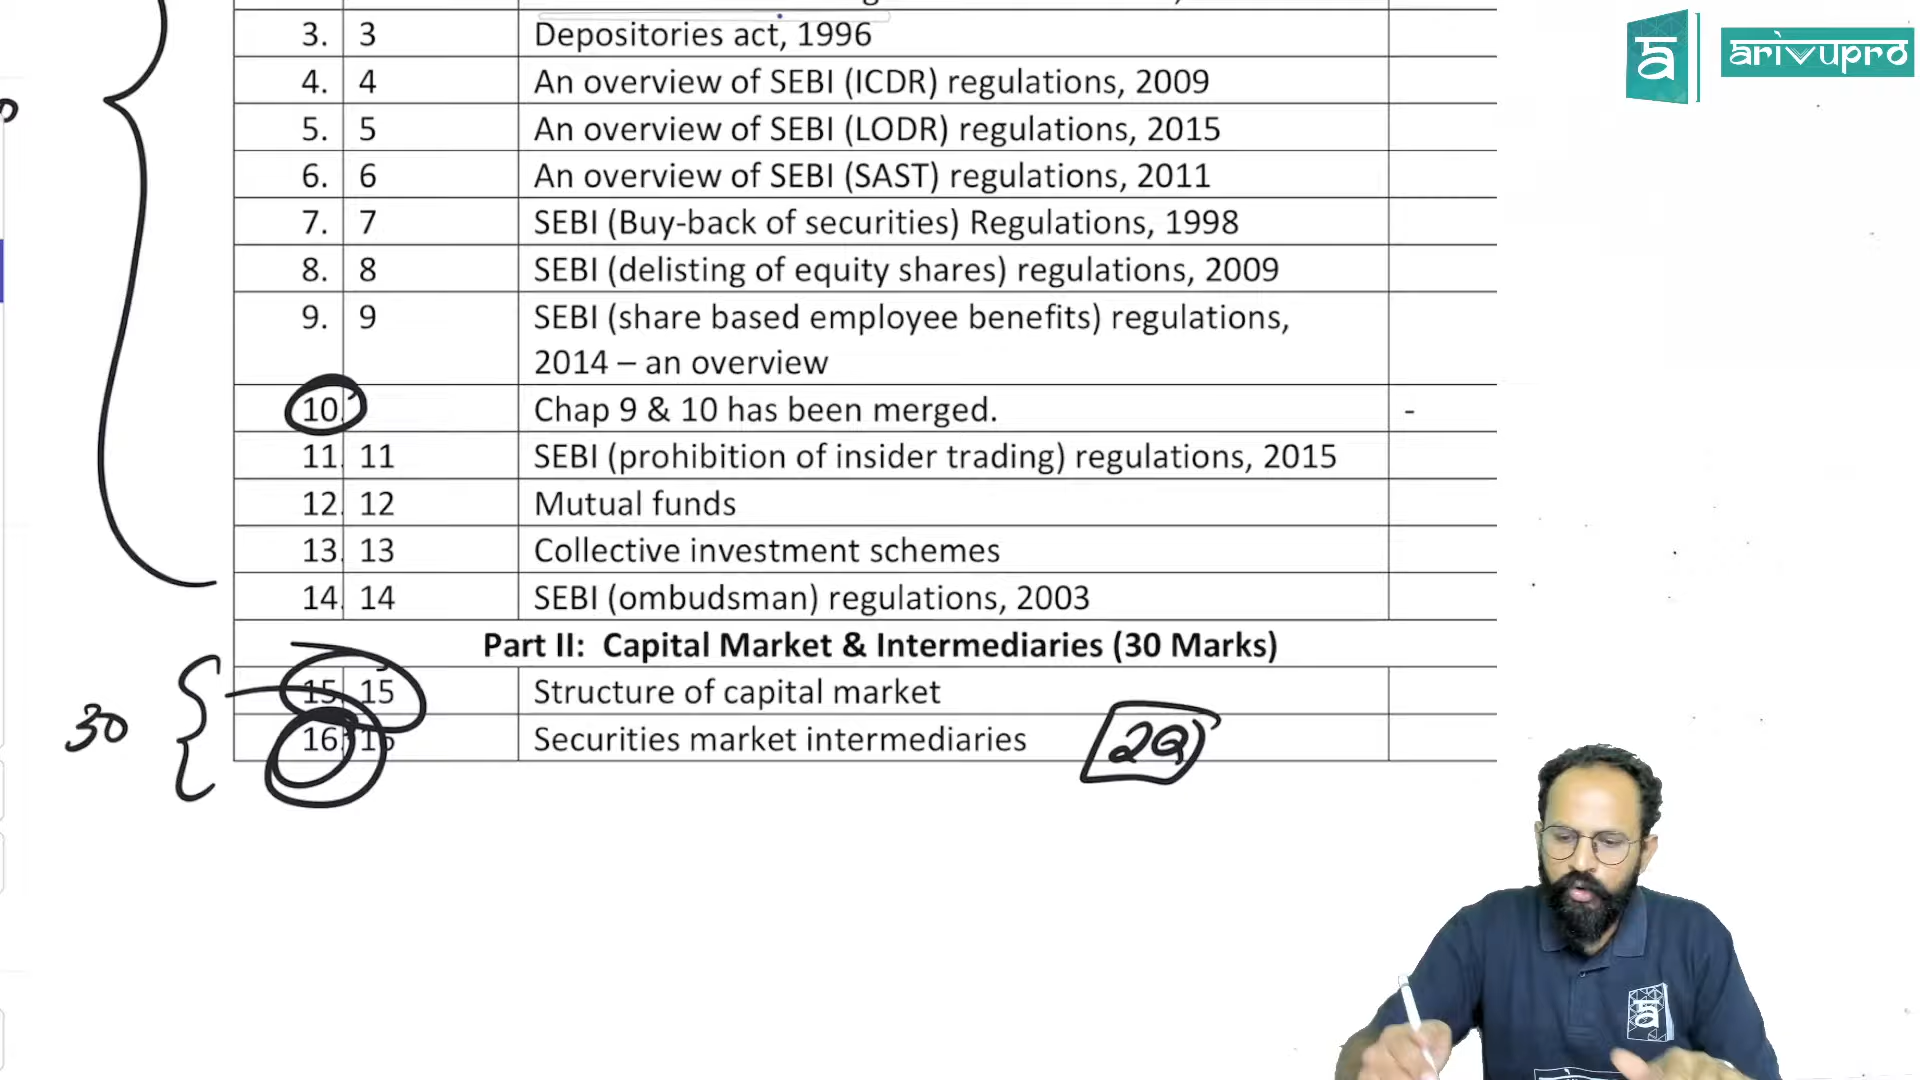 arivupro
3. 3 Depositories act, 1996
4. 4 An overview of SEBI (ICDR) regulations, 2009
5. 5 An overview of SEBI (LODR) regulations, 2015
6. 6 An overview of SEBI (SAST) regulations, 2011
7. 7 SEBI (Buy-back of securities) Regulations, 1998
8. 8 SEBI (delisting of equity shares) regulations, 2009
9. 9 SEBI (share based employee benefits) regulations,
2014 – an overview
10. Chap 9 & 10 has been merged. -
11. 11 SEBI (prohibition of insider trading) regulations, 2015
12. 12 Mutual funds
13. 13 Collective investment schemes
14. 14 SEBI (ombudsman) regulations, 2003
Part II: Capital Market & Intermediaries (30 Marks)
15. 15 Structure of capital market
30
16. 16 Securities market intermediaries 2Q